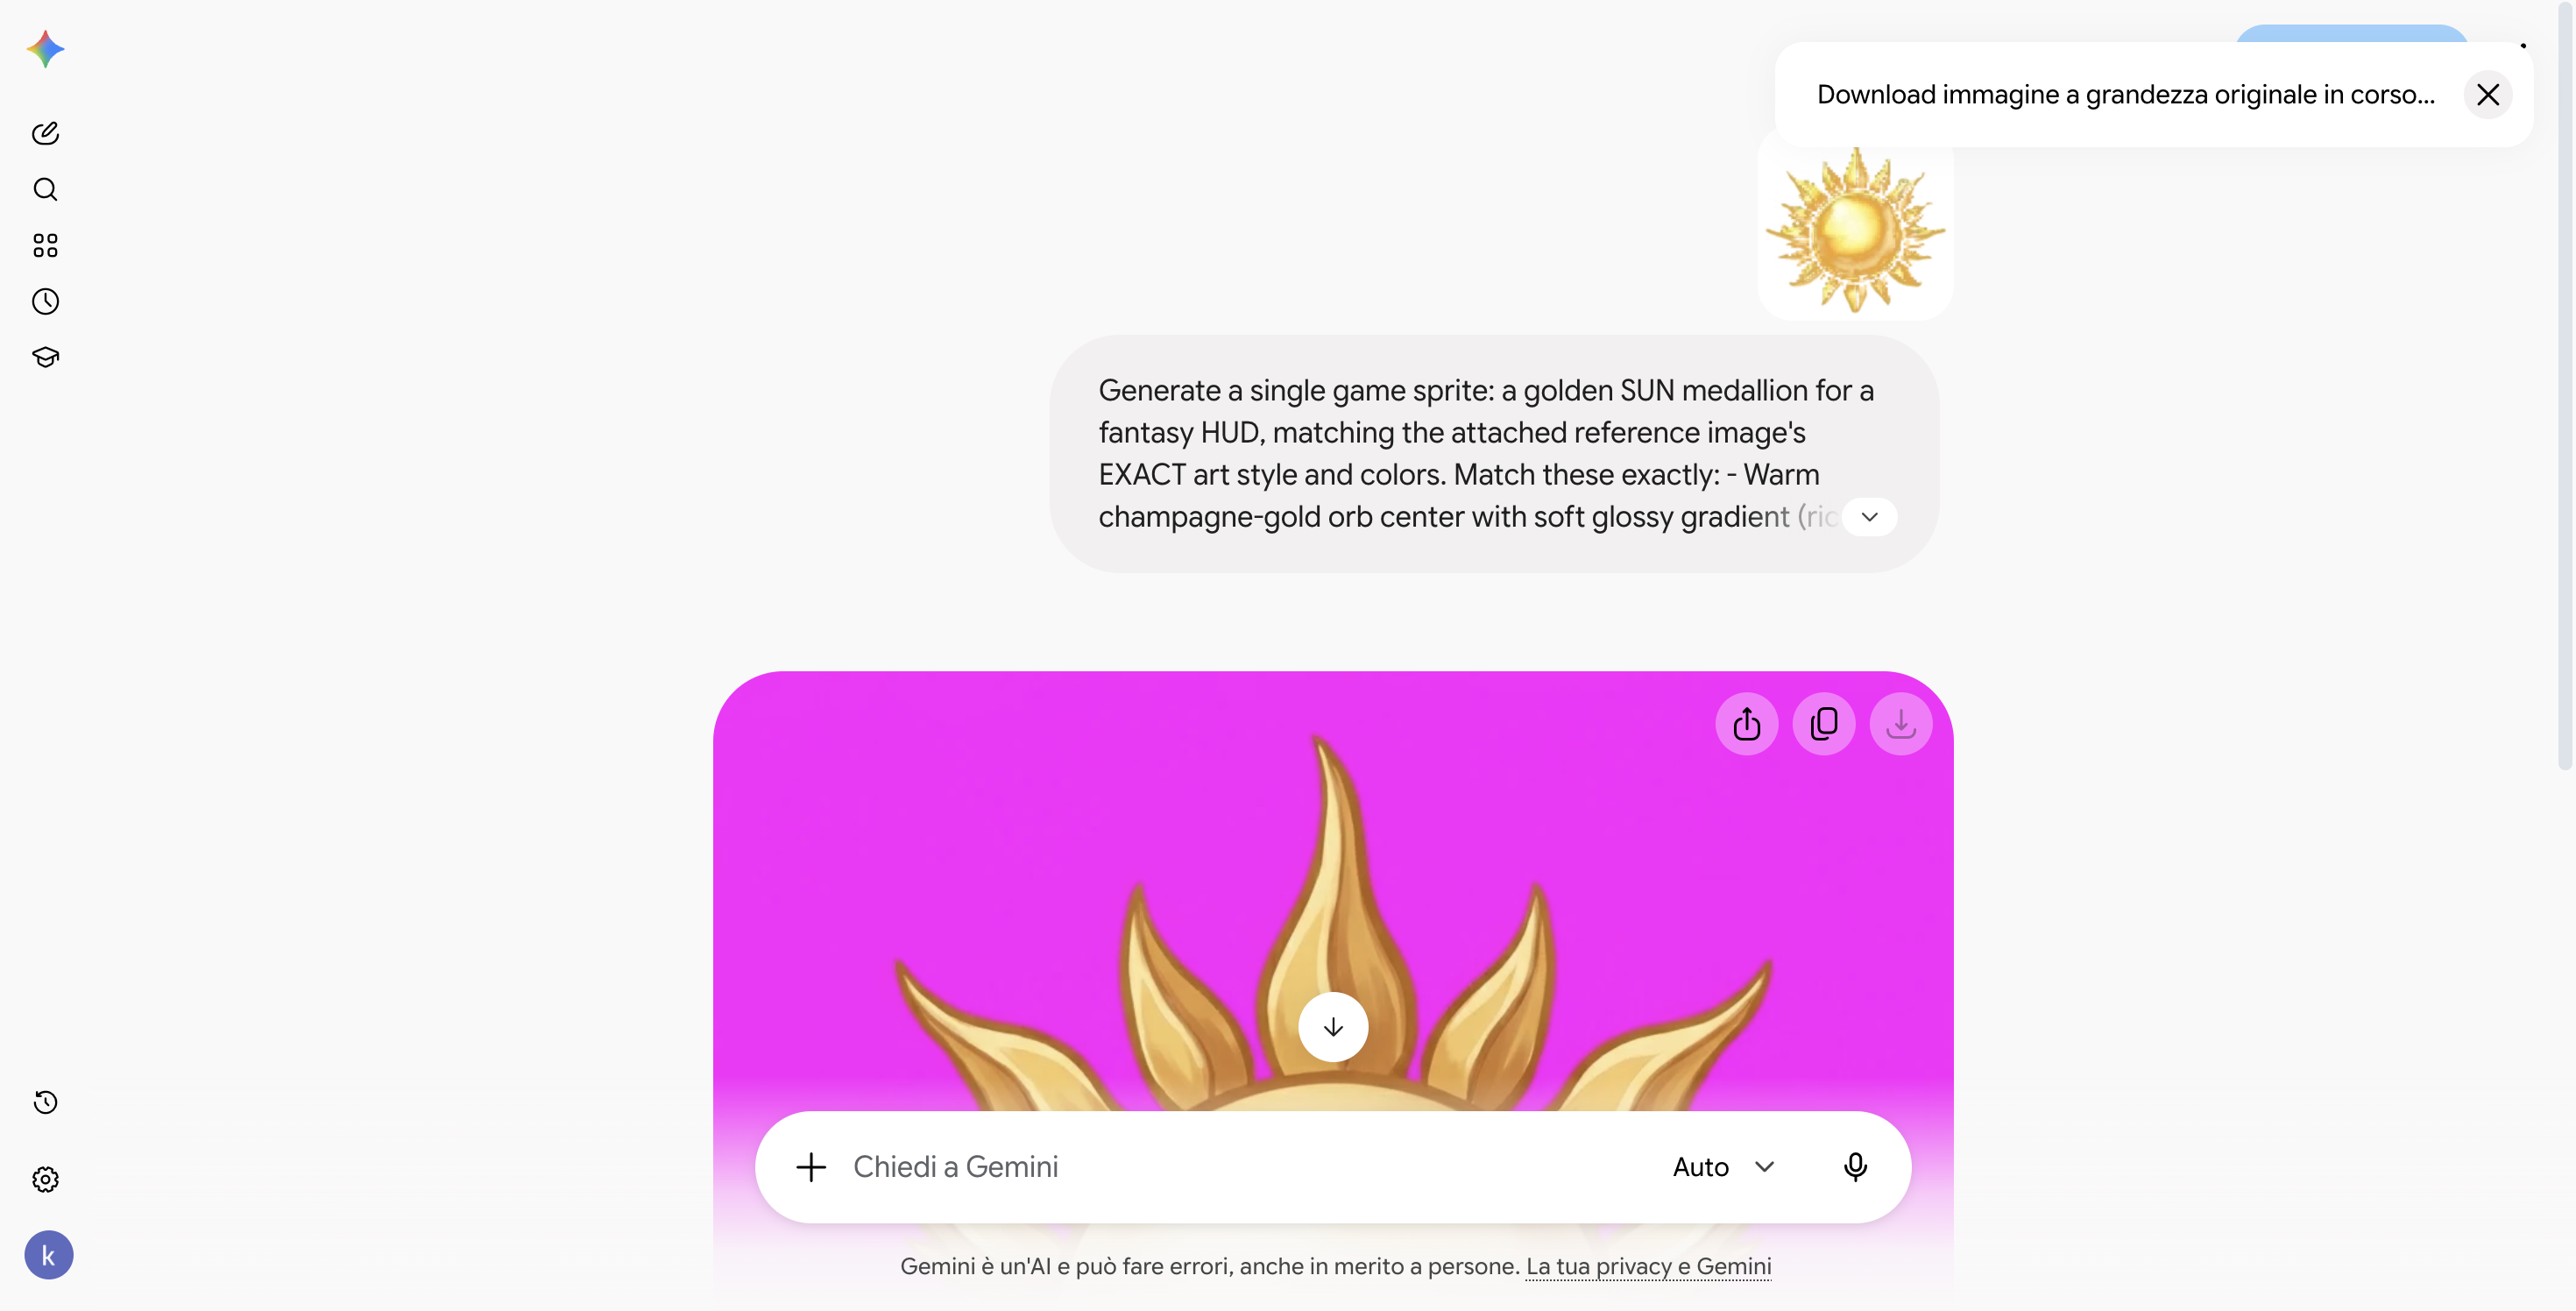 Download immagine a grandezza originale in corso...
Generate a single game sprite: a golden SUN medallion for a
fantasy HUD, matching the attached reference image's
EXACT art style and colors. Match these exactly: - Warm
champagne-gold orb center with soft glossy gradient (ric
Chiedi a Gemini
Auto
Gemini è un'AI e può fare errori, anche in merito a persone. La tua privacy e Gemini
k